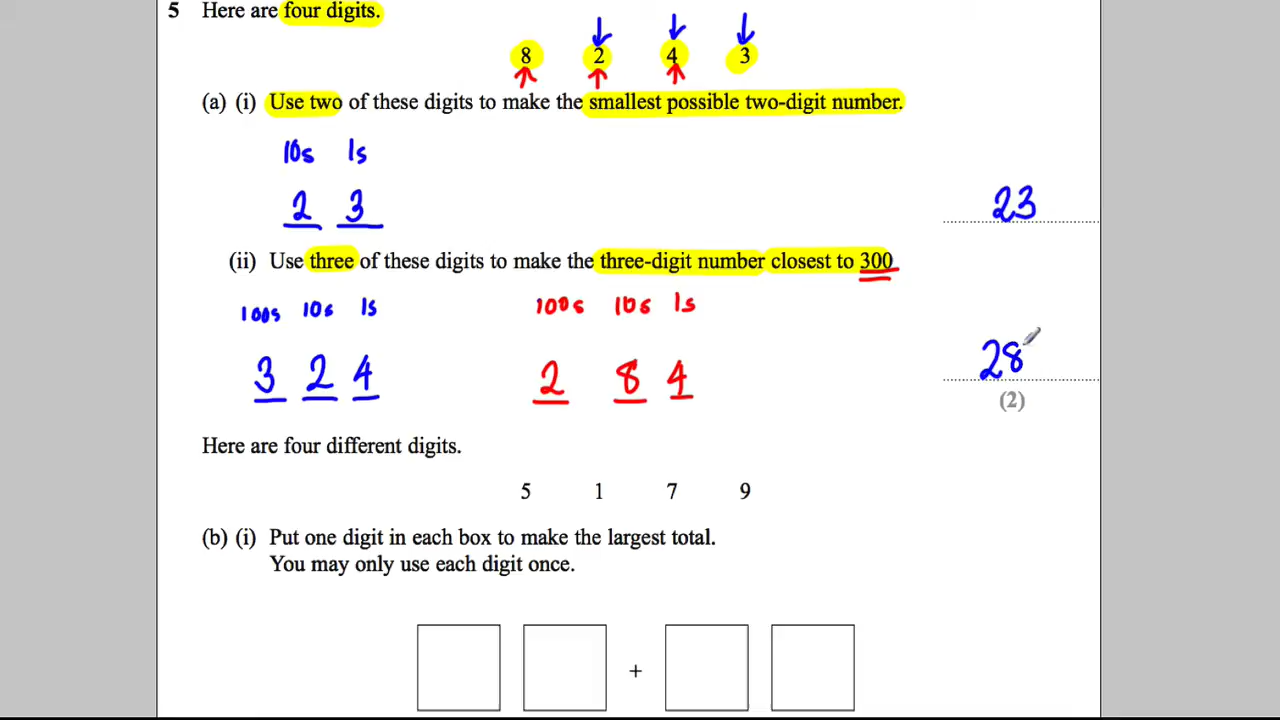 5 Here are four digits.
8 2 4 3
(a) (i) Use two of these digits to make the smallest possible two-digit number.
10s 1s
2 3
23
(ii) Use three of these digits to make the three-digit number closest to 300
100s 10s 1s 100s 10s 1s
3 2 4 2 8 4
28
(2)
Here are four different digits.
5 1 7 9
(b) (i) Put one digit in each box to make the largest total.
You may only use each digit once.
+